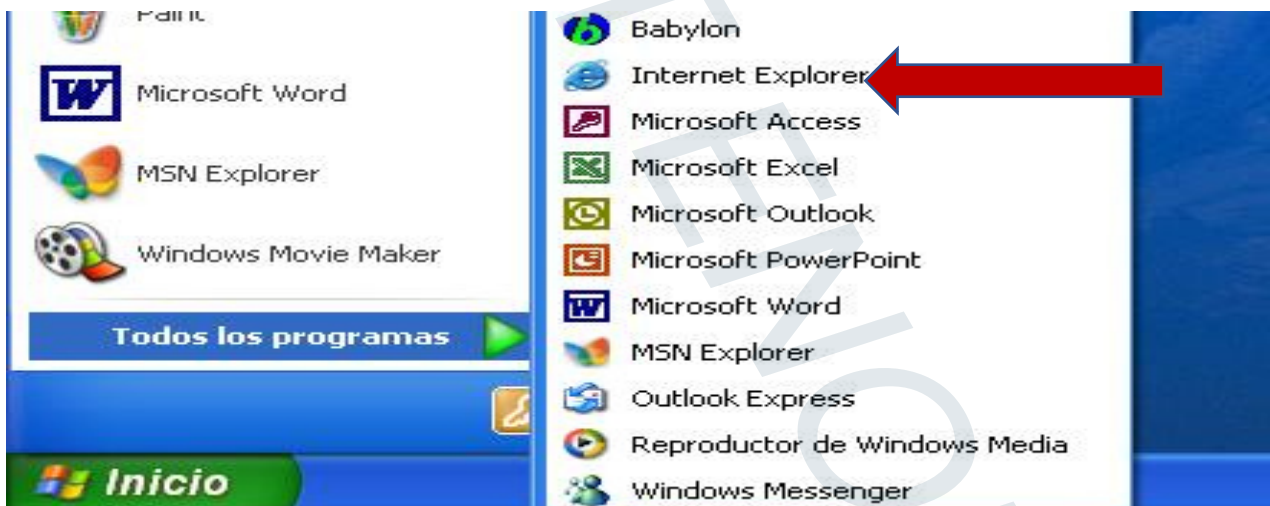 Paint
Microsoft Word
MSN Explorer
Windows Movie Maker
Todos los programas
Inicio
Babylon
Internet Explorer
Microsoft Access
Microsoft Excel
Microsoft Outlook
Microsoft PowerPoint
Microsoft Word
MSN Explorer
Outlook Express
Reproductor de Windows Media
Windows Messenger